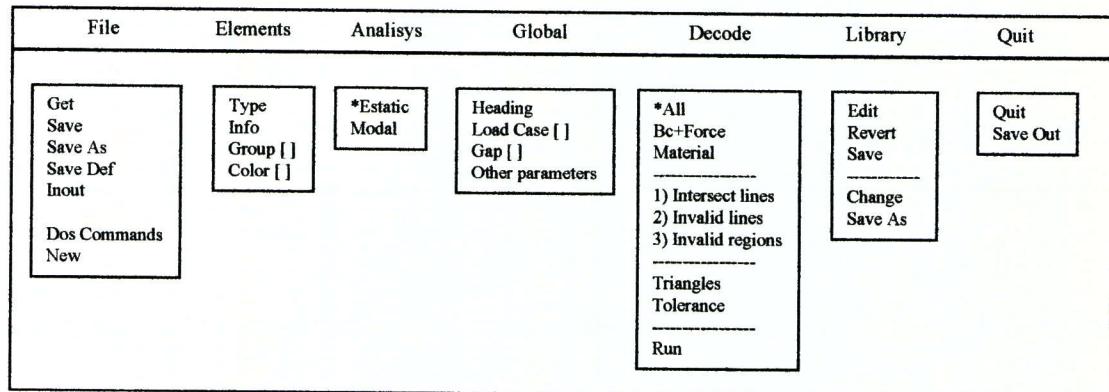 File Elements Analisys Global Decode Library Quit
Get
Save
Save As
Save Def
Inout
Dos Commands
New
Type
Info
Group [ ]
Color [ ]
*Estatic
Modal
Heading
Load Case [ ]
Gap [ ]
Other parameters
*All
Bc+Force
Material
---------------
1) Intersect lines
2) Invalid lines
3) Invalid regions
---------------
Triangles
Tolerance
---------------
Run
Edit
Revert
Save
---------------
Change
Save As
Quit
Save Out